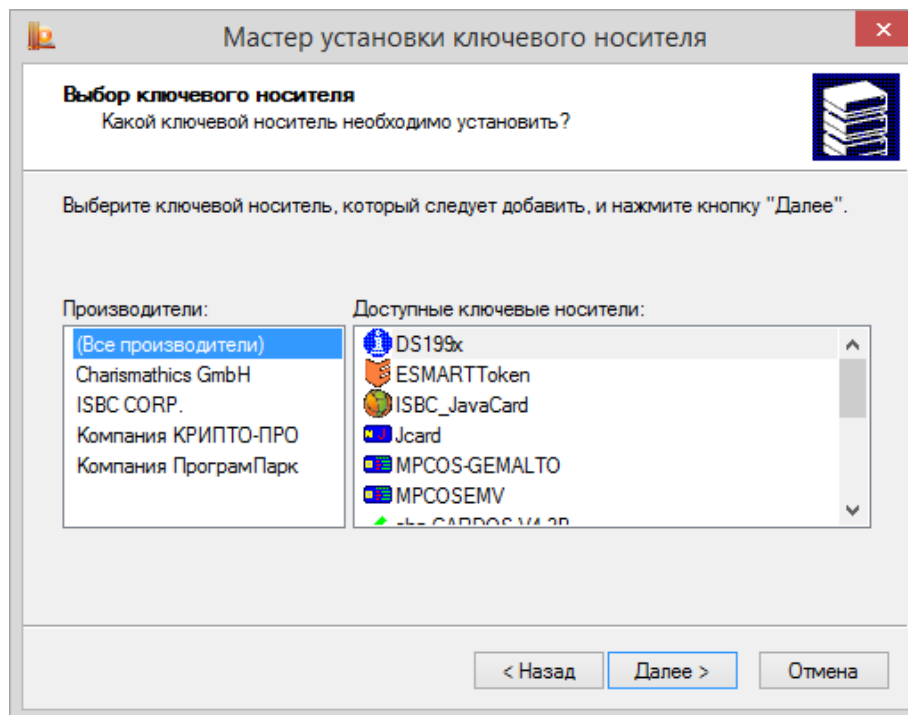 Мастер установки ключевого носителя
Выбор ключевого носителя
Какой ключевой носитель необходимо установить?
Выберите ключевой носитель, который следует добавить, и нажмите кнопку "Далее".
Производители:
(Все производители)
Charismathics GmbH
ISBC CORP.
Компания КРИПТО-ПРО
Компания ПрограмПарк
Доступные ключевые носители:
DS199x
ESMARTToken
ISBC_JavaCard
Jcard
MPCOS-GEMALTO
MPCOSEMV
< Назад
Далее >
Отмена